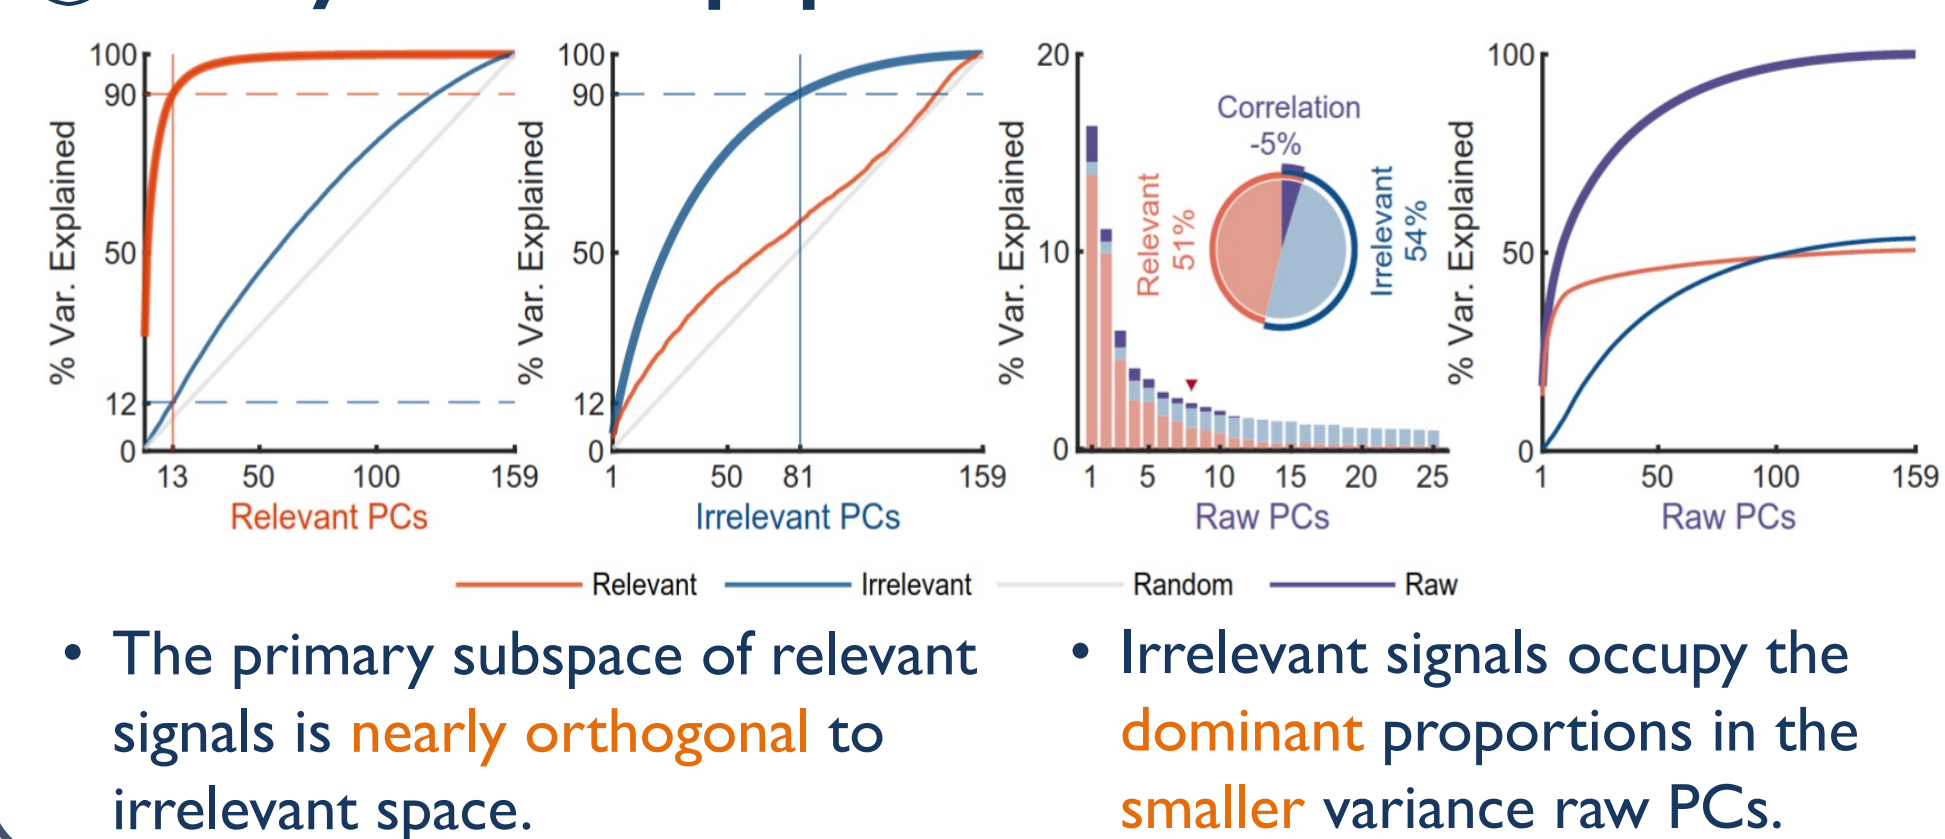 100
90
50
12
0
% Var. Explained
13 50 100 159
Relevant PCs
100
90
50
12
0
% Var. Explained
1 50 81 159
Irrelevant PCs
20
10
0
% Var. Explained
Correlation
-5%
Relevant
51%
Irrelevant
54%
1 5 10 15 20 25
Raw PCs
100
50
0
% Var. Explained
1 50 100 159
Raw PCs
Relevant Irrelevant Random Raw
• The primary subspace of relevant
signals is nearly orthogonal to
irrelevant space.
• Irrelevant signals occupy the
dominant proportions in the
smaller variance raw PCs.